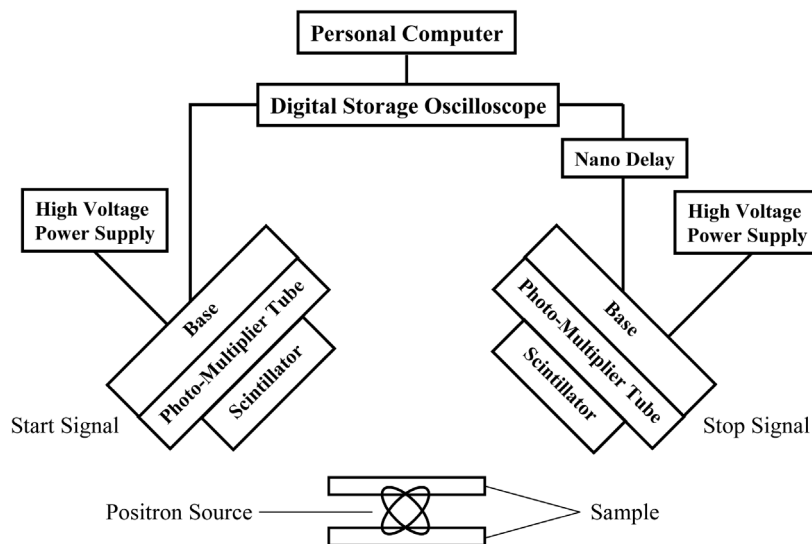 Personal Computer
Digital Storage Oscilloscope
Nano Delay
High Voltage
Power Supply
High Voltage
Power Supply
Base
Photo-Multiplier Tube
Scintillator
Base
Photo-Multiplier Tube
Scintillator
Start Signal
Stop Signal
Positron Source
Sample